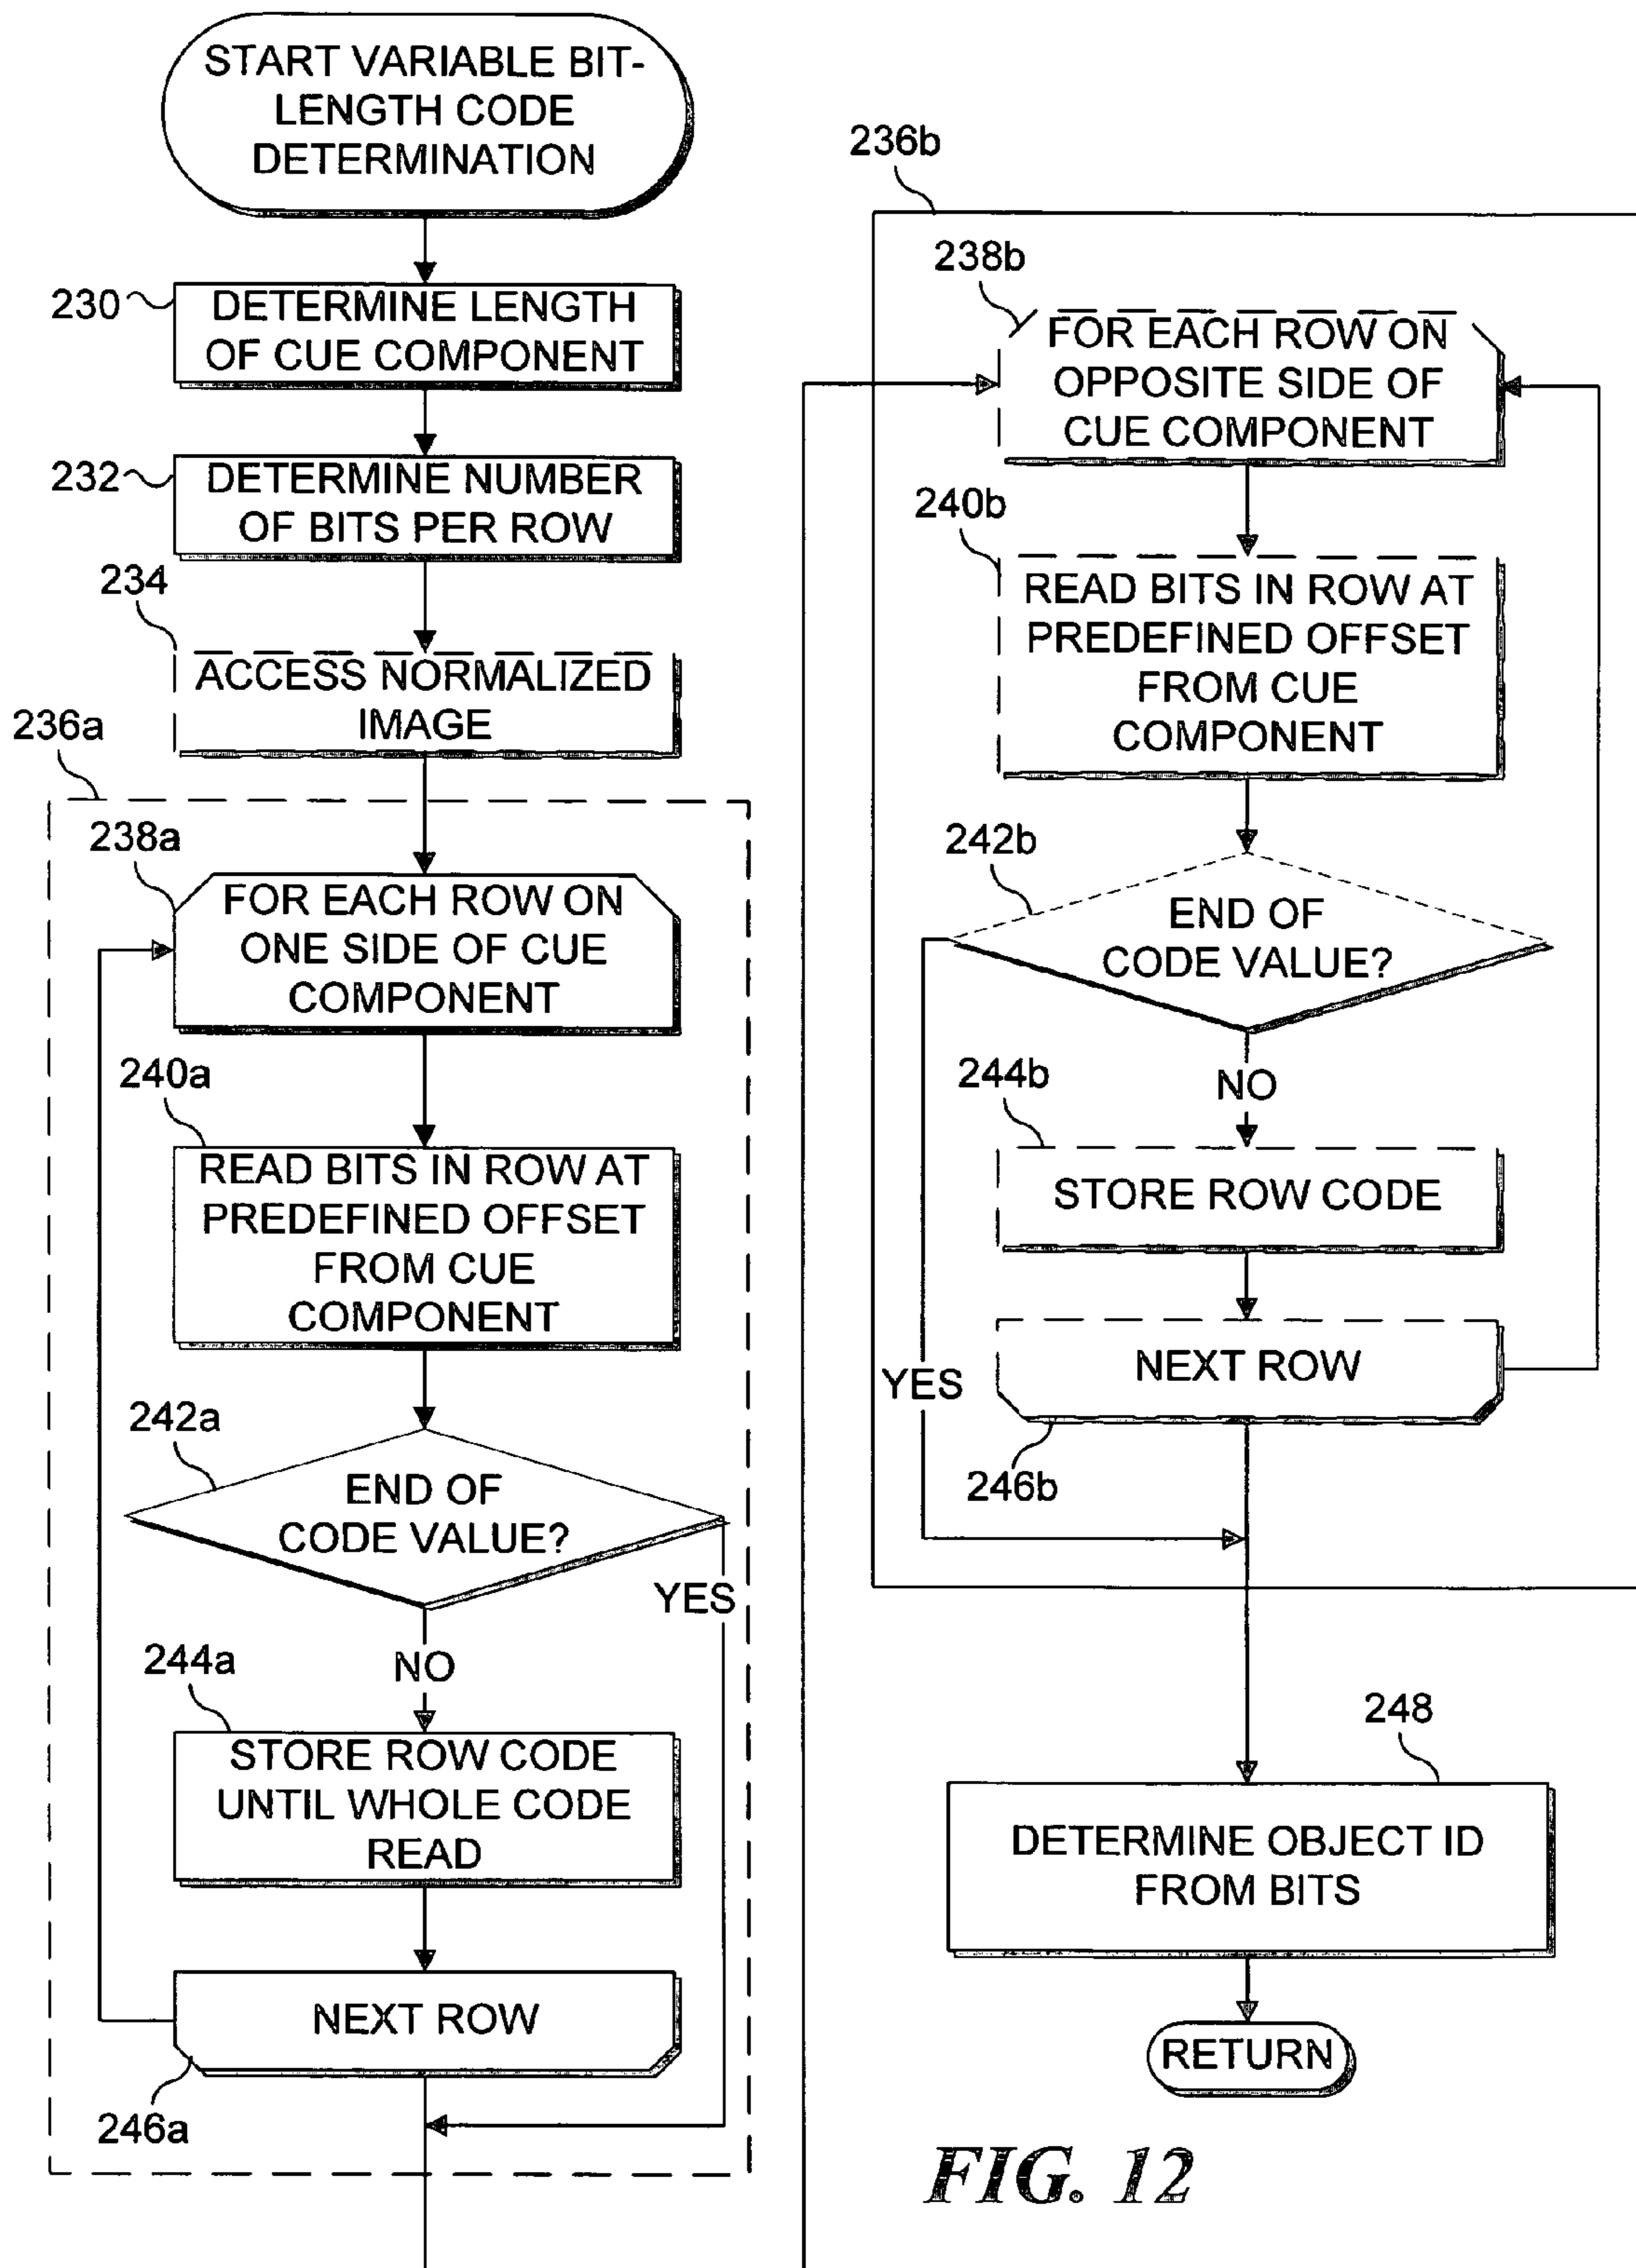 START VARIABLE BIT-
LENGTH CODE
DETERMINATION
230
DETERMINE LENGTH
OF CUE COMPONENT
232
DETERMINE NUMBER
OF BITS PER ROW
234
ACCESS NORMALIZED
IMAGE
236a
238a
FOR EACH ROW ON
ONE SIDE OF CUE
COMPONENT
240a
READ BITS IN ROW AT
PREDEFINED OFFSET
FROM CUE
COMPONENT
242a
END OF
CODE VALUE?
YES
NO
244a
STORE ROW CODE
UNTIL WHOLE CODE
READ
NEXT ROW
246a
236b
238b
FOR EACH ROW ON
OPPOSITE SIDE OF
CUE COMPONENT
240b
READ BITS IN ROW AT
PREDEFINED OFFSET
FROM CUE
COMPONENT
242b
END OF
CODE VALUE?
NO
244b
STORE ROW CODE
YES
NEXT ROW
246b
248
DETERMINE OBJECT ID
FROM BITS
RETURN
FIG. 12